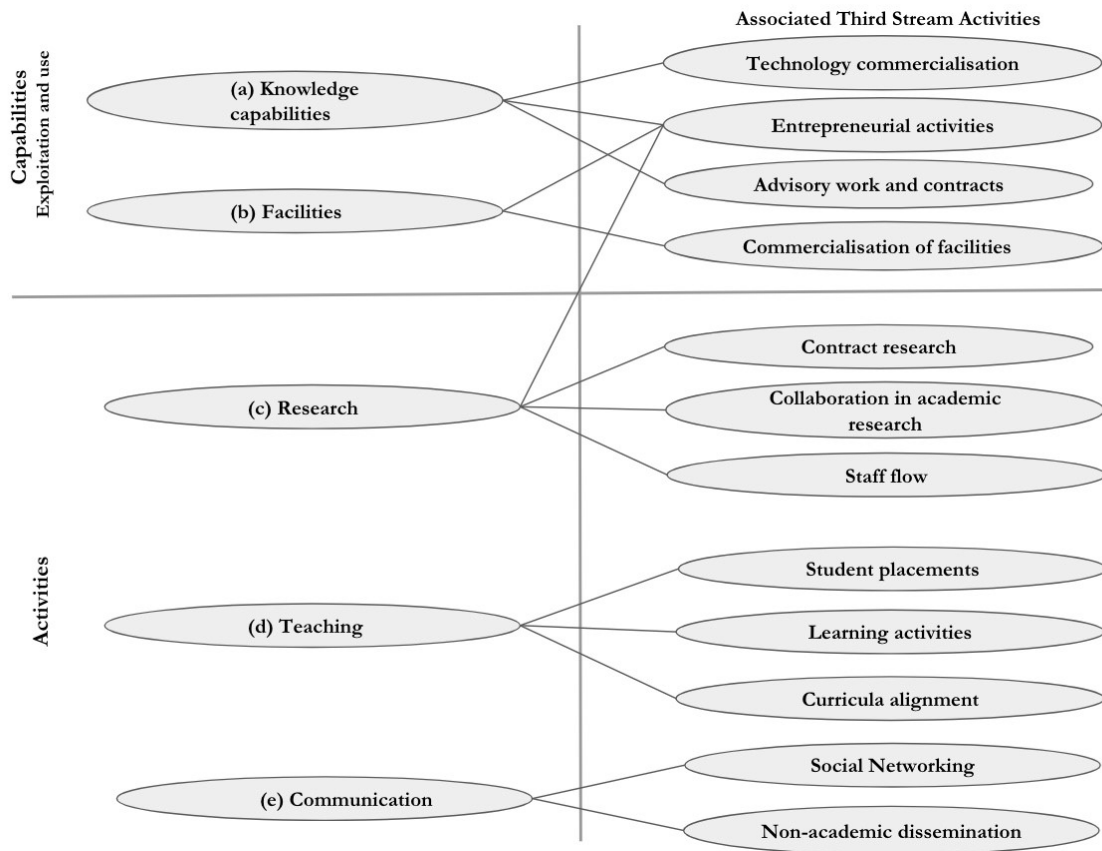 Associated Third Stream Activities
Capabilities
Exploitation and use
(a) Knowledge
capabilities
(b) Facilities
Technology commercialisation
Entrepreneurial activities
Advisory work and contracts
Commercialisation of facilities
Activities
(c) Research
Contract research
Collaboration in academic
research
Staff flow
(d) Teaching
Student placements
Learning activities
Curricula alignment
(e) Communication
Social Networking
Non-academic dissemination